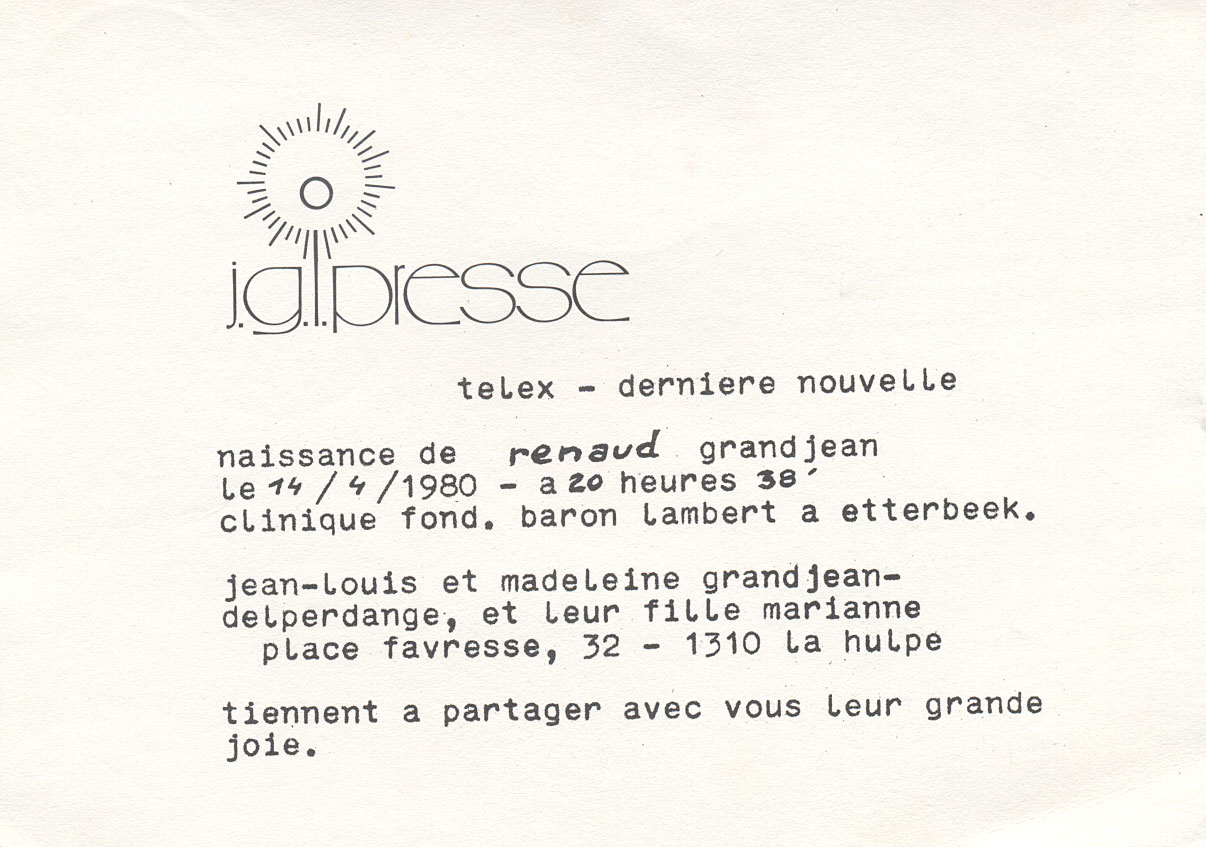 j.g.l.presse
telex - derniere nouvelle
naissance de renaud grandjean
le 14/4/1980 - a 20 heures 38'
clinique fond. baron lambert a etterbeek.
jean-louis et madeleine grandjean-
delperdange, et leur fille marianne
place favresse, 32 - 1310 la hulpe
tiennent a partager avec vous leur grande
joie.